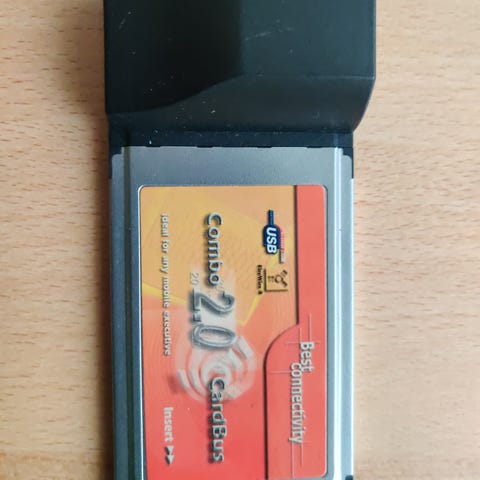 Best
Connectivity
USB
Combo 2.0 CardBus
ideal for any mobile executive
Insert